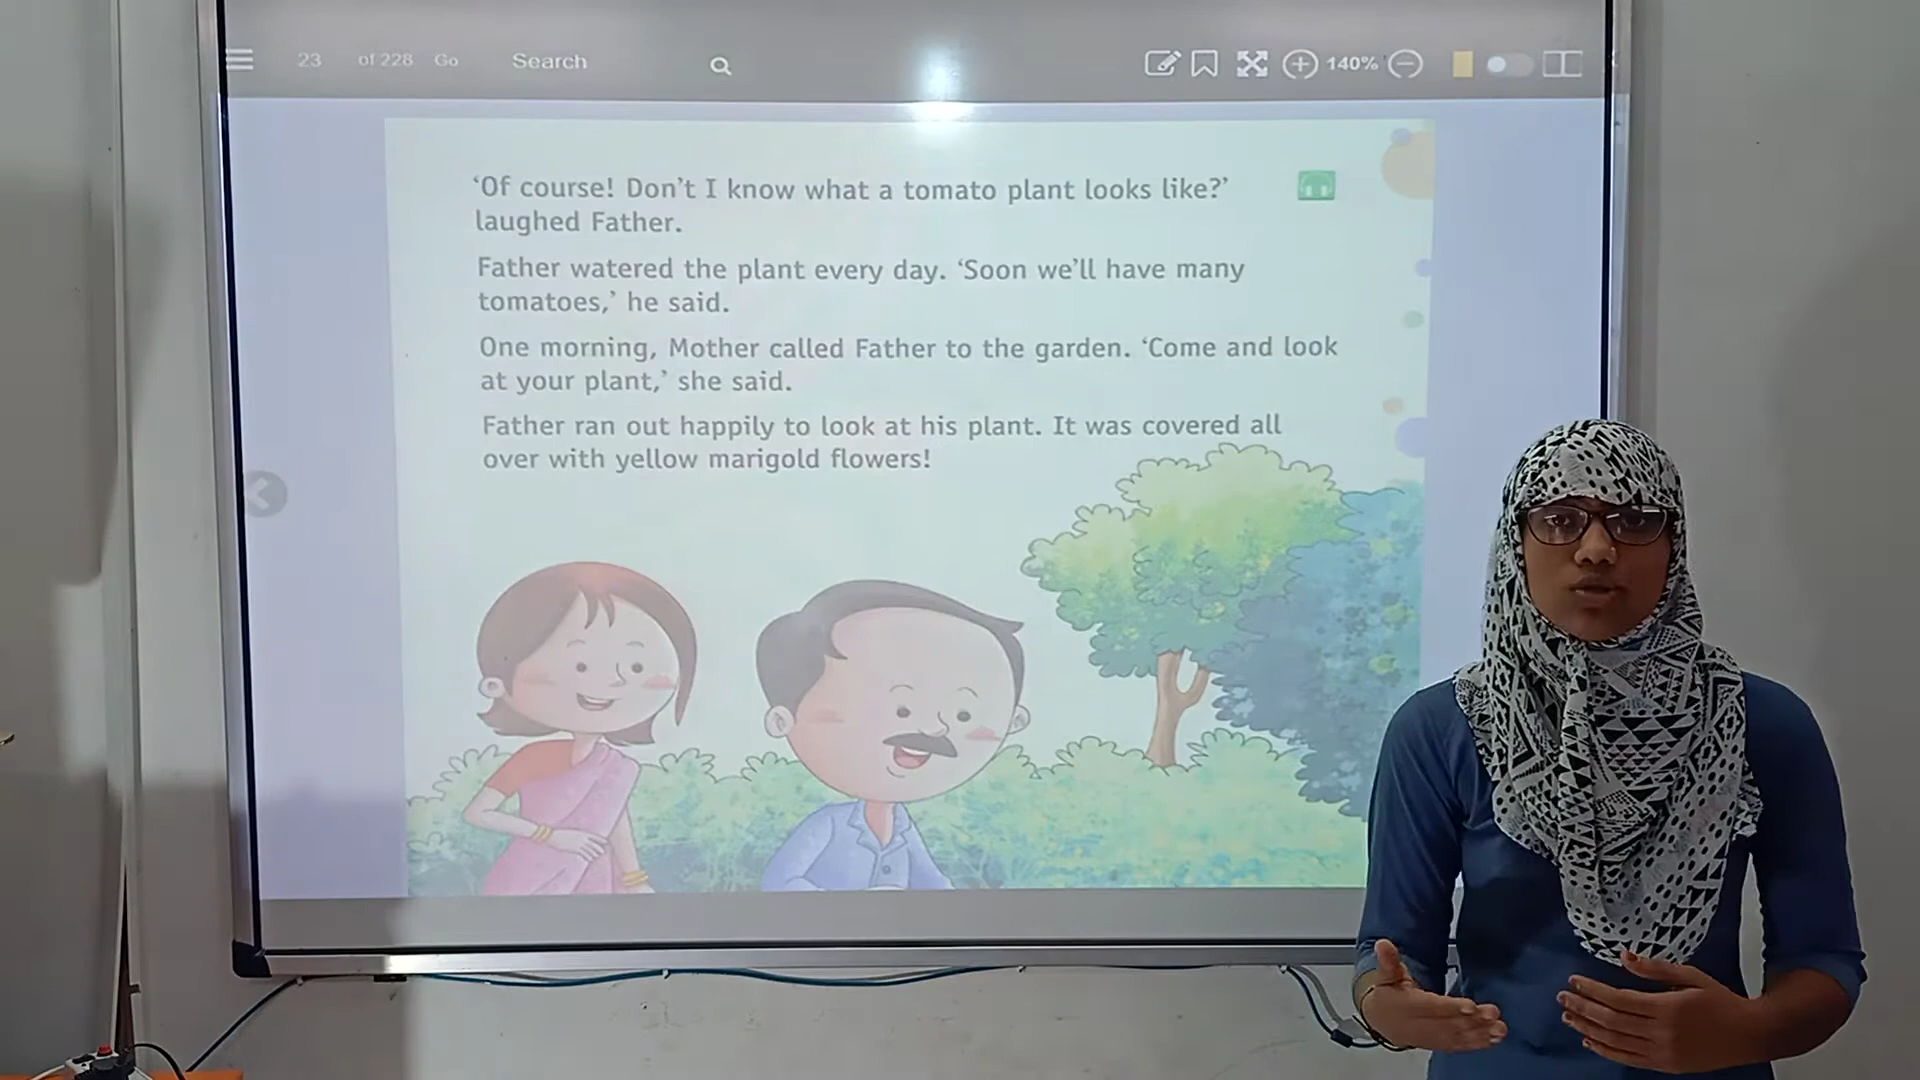 23 of 228 Go Search 140%
‘Of course! Don’t I know what a tomato plant looks like?’
laughed Father.
Father watered the plant every day. ‘Soon we’ll have many
tomatoes,’ he said.
One morning, Mother called Father to the garden. ‘Come and look
at your plant,’ she said.
Father ran out happily to look at his plant. It was covered all
over with yellow marigold flowers!